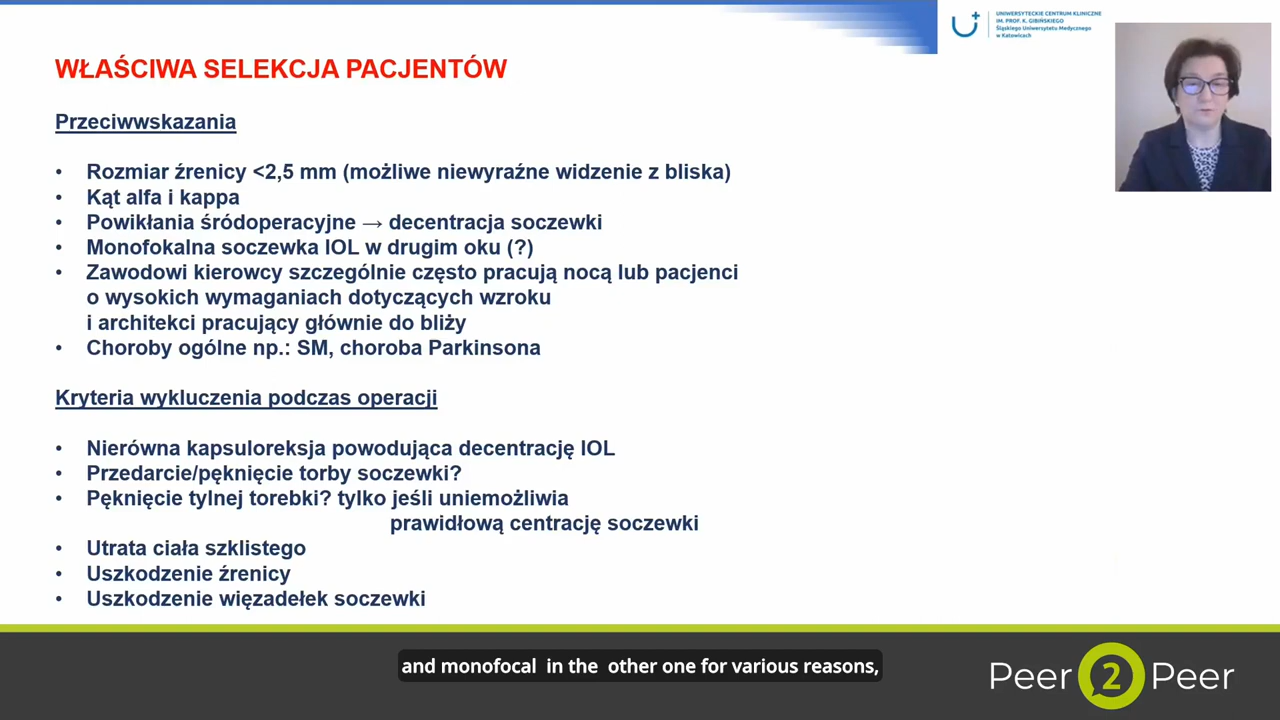 UNIWERSYTECKIE CENTRUM KLINICZNE
IM. PROF. K. GIBIŃSKIEGO
Śląskiego Uniwersytetu Medycznego
w Katowicach
WŁAŚCIWA SELEKCJA PACJENTÓW
Przeciwwskazania
• Rozmiar źrenicy <2,5 mm (możliwe niewyraźne widzenie z bliska)
• Kąt alfa i kappa
• Powikłania śródoperacyjne → decentracja soczewki
• Monofokalna soczewka IOL w drugim oku (?)
• Zawodowi kierowcy szczególnie często pracują nocą lub pacjenci
o wysokich wymaganiach dotyczących wzroku
i architekci pracujący głównie do bliży
• Choroby ogólne np.: SM, choroba Parkinsona
Kryteria wykluczenia podczas operacji
• Nierówna kapsuloreksja powodująca decentrację IOL
• Przedarcie/pęknięcie torby soczewki?
• Pęknięcie tylnej torebki? tylko jeśli uniemożliwia
prawidłową centrację soczewki
• Utrata ciała szklistego
• Uszkodzenie źrenicy
• Uszkodzenie więzadełek soczewki
and monofocal in the other one for various reasons,
Peer 2 Peer